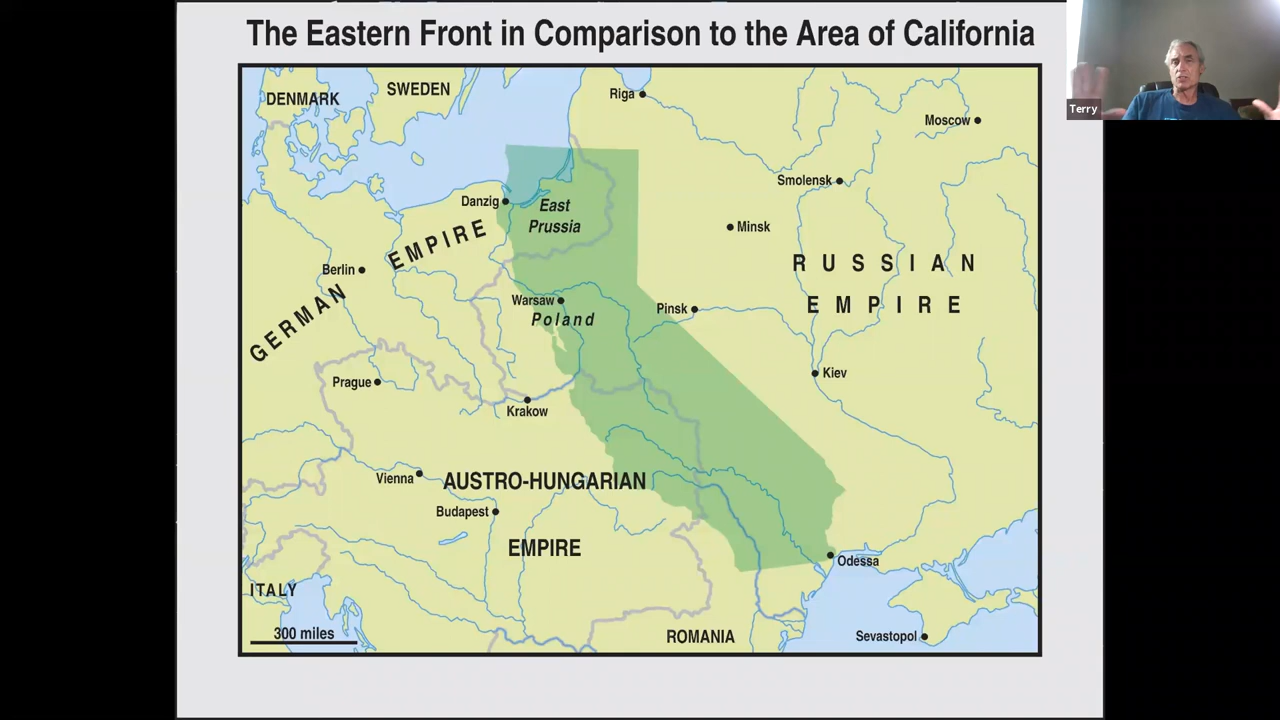 The Eastern Front in Comparison to the Area of California
Terry
DENMARK
SWEDEN
Riga
Moscow
Smolensk
Danzig
East
Prussia
Minsk
GERMAN EMPIRE
Berlin
RUSSIAN
EMPIRE
Warsaw
Poland
Pinsk
Prague
Kiev
Krakow
Vienna
AUSTRO-HUNGARIAN
Budapest
EMPIRE
Odessa
ITALY
300 miles
ROMANIA
Sevastopol